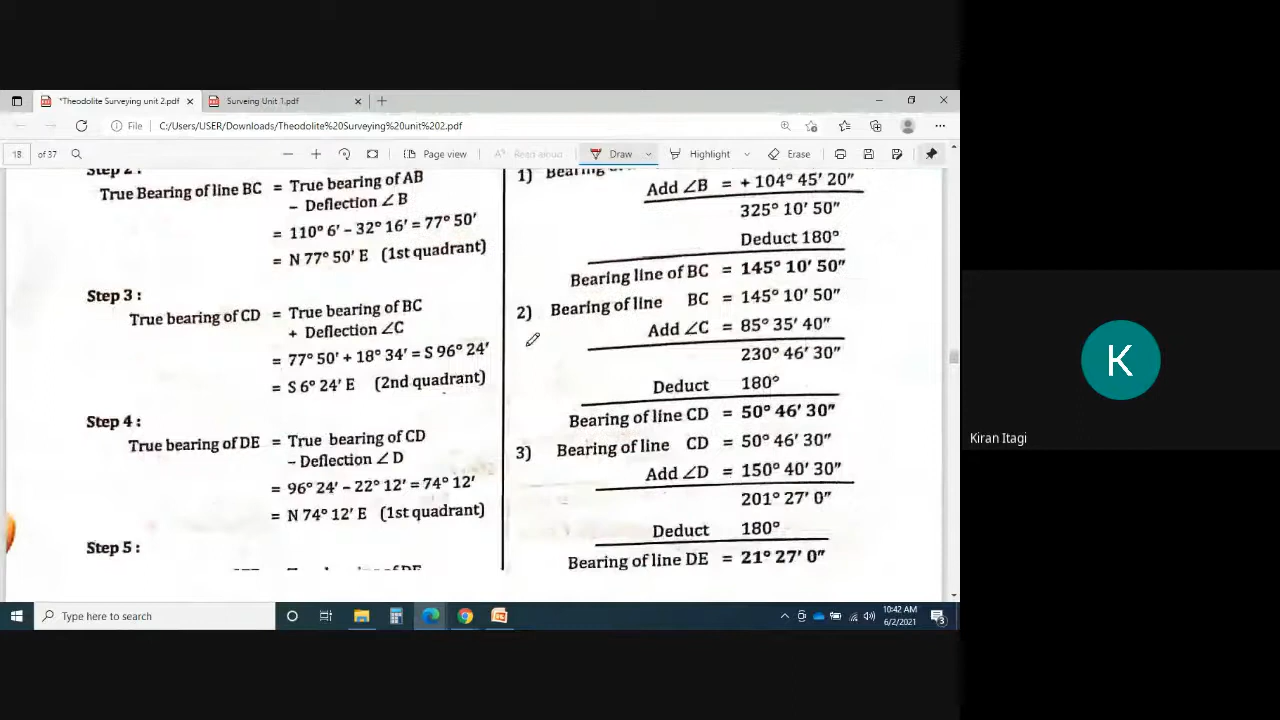 *Theodolite Surveying unit 2.pdf
Surveing Unit 1.pdf
File
C:/Users/USER/Downloads/Theodolite%20Surveying%20unit%202.pdf
18 of 37
Page view
Read aloud
Draw
Highlight
Erase
Step 2 :
True Bearing of line BC = True bearing of AB
– Deflection ∠ B
= 110° 6′ – 32° 16′ = 77° 50′
= N 77° 50′ E (1st quadrant)
Step 3 :
True bearing of CD = True bearing of BC
+ Deflection ∠C
= 77° 50′ + 18° 34′ = S 96° 24′
= S 6° 24′ E (2nd quadrant)
Step 4 :
True bearing of DE = True bearing of CD
– Deflection ∠ D
= 96° 24′ – 22° 12′ = 74° 12′
= N 74° 12′ E (1st quadrant)
Step 5 :
1) Bearing
Add ∠B = + 104° 45′ 20″
325° 10′ 50″
Deduct 180°
Bearing line of BC = 145° 10′ 50″
2) Bearing of line BC = 145° 10′ 50″
Add ∠C = 85° 35′ 40″
230° 46′ 30″
Deduct 180°
Bearing of line CD = 50° 46′ 30″
3) Bearing of line CD = 50° 46′ 30″
Add ∠D = 150° 40′ 30″
201° 27′ 0″
Deduct 180°
Bearing of line DE = 21° 27′ 0″
K
Kiran Itagi
Type here to search
10:42 AM
6/2/2021
3